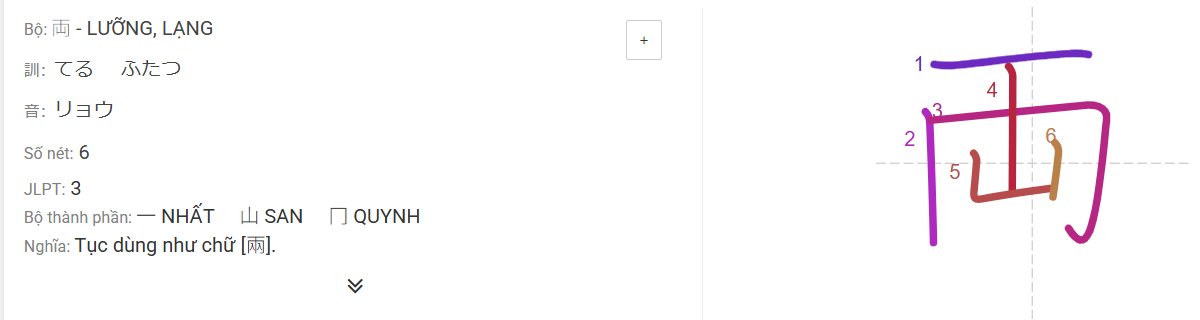 Bộ: 両 - LƯỠNG, LẠNG
+
訓: てる ふたつ
音: リョウ
Số nét: 6
JLPT: 3
Bộ thành phần: 一 NHẤT 山 SAN 冂 QUYNH
Nghĩa: Tục dùng như chữ [兩].
1
4
3
2
6
5
両